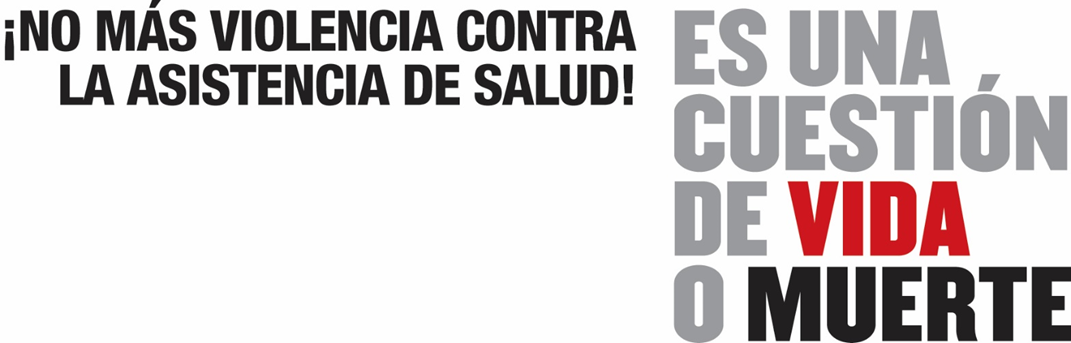 ¡NO MÁS VIOLENCIA CONTRA
LA ASISTENCIA DE SALUD!
ES UNA
CUESTIÓN
DE VIDA
O MUERTE